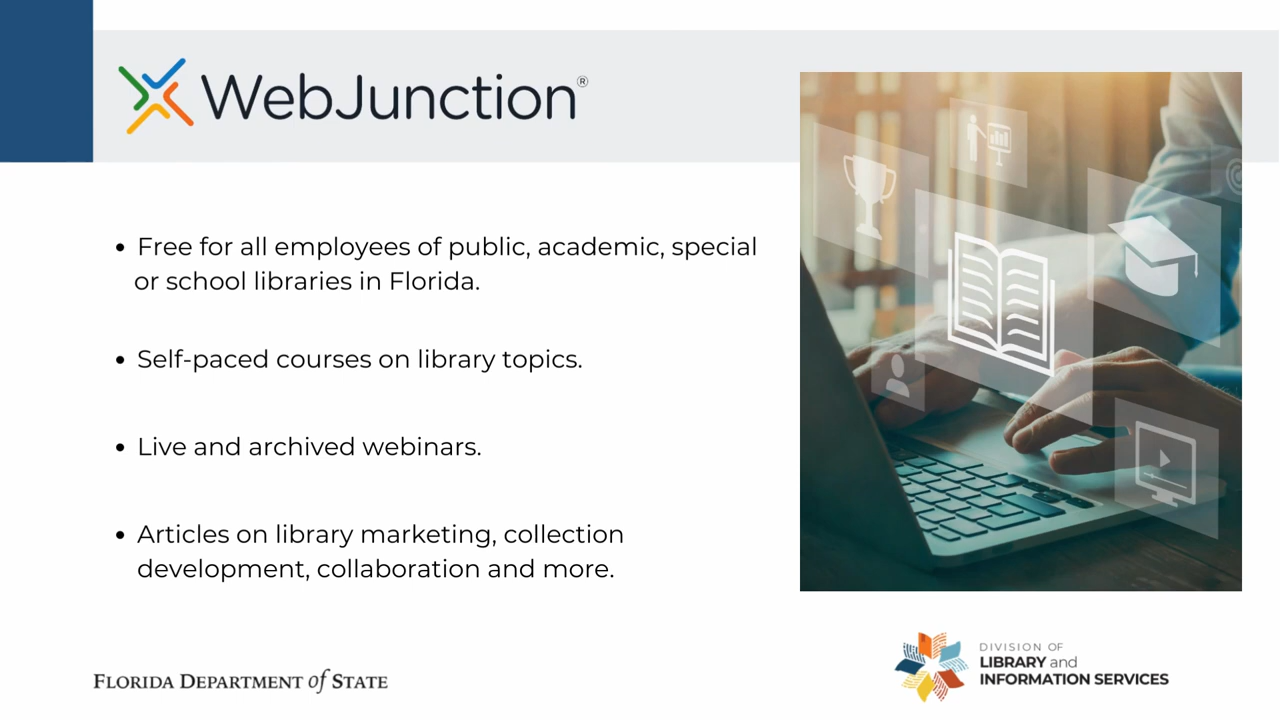 WebJunction®
• Free for all employees of public, academic, special
or school libraries in Florida.
• Self-paced courses on library topics.
• Live and archived webinars.
• Articles on library marketing, collection
development, collaboration and more.
FLORIDA DEPARTMENT of STATE
DIVISION OF
LIBRARY and
INFORMATION SERVICES